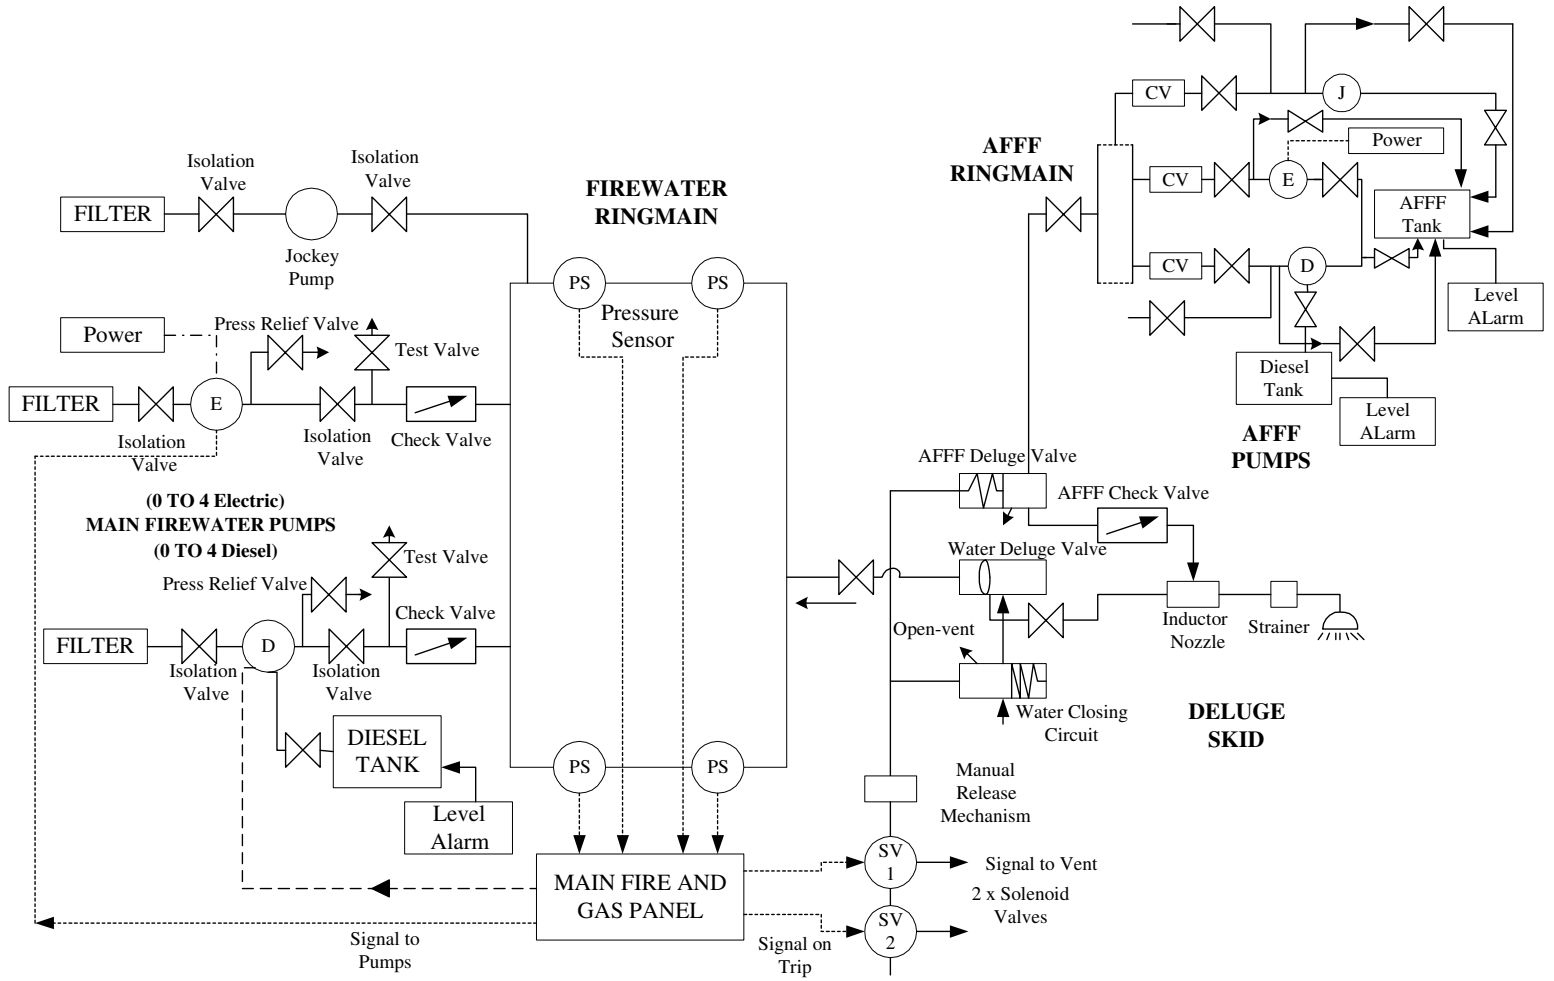 CV
J
AFFF
RINGMAIN
Power
CV
E
AFFF
Tank
CV
D
Level
ALarm
Diesel
Tank
Level
ALarm
AFFF
PUMPS
Isolation
Valve
Isolation
Valve
FILTER
Jockey
Pump
FIREWATER
RINGMAIN
PS
PS
Pressure
Sensor
Power
Press Relief Valve
Test Valve
FILTER
E
Isolation
Valve
Isolation
Valve
Check Valve
(0 TO 4 Electric)
MAIN FIREWATER PUMPS
(0 TO 4 Diesel)
Test Valve
Press Relief Valve
Check Valve
FILTER
D
Isolation
Valve
Isolation
Valve
DIESEL
TANK
Level
Alarm
PS
PS
AFFF Deluge Valve
AFFF Check Valve
Water Deluge Valve
Open-vent
Inductor
Nozzle
Strainer
Water Closing
Circuit
DELUGE
SKID
Manual
Release
Mechanism
MAIN FIRE AND
GAS PANEL
SV
1
Signal to Vent
2 x Solenoid
Valves
SV
2
Signal to
Pumps
Signal on
Trip